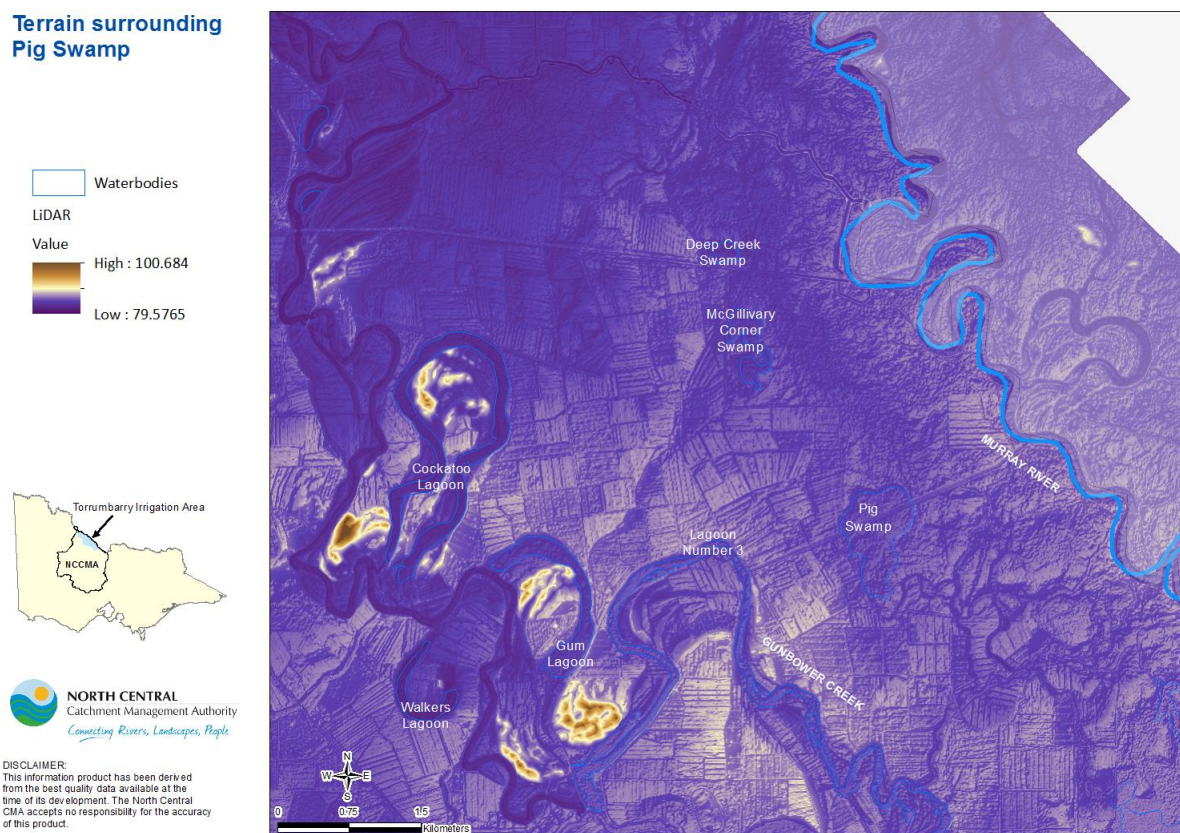 Terrain surrounding
Pig Swamp
Waterbodies
LiDAR
Value
High : 100.684
Low : 79.5765
Torrumbarry Irrigation Area
NCCMA
NORTH CENTRAL
Catchment Management Authority
Connecting Rivers, Landscapes, People
DISCLAIMER:
This information product has been derived
from the best quality data available at the
time of its development. The North Central
CMA accepts no responsibility for the accuracy
of this product.
Deep Creek
Swamp
McGillivary
Corner
Swamp
Cockatoo
Lagoon
MURRAY RIVER
Pig
Swamp
Lagoon
Number 3
Gum
Lagoon
GUNBOWER CREEK
Walkers
Lagoon
N
W E
S
0 0.75 1.5
Kilometers